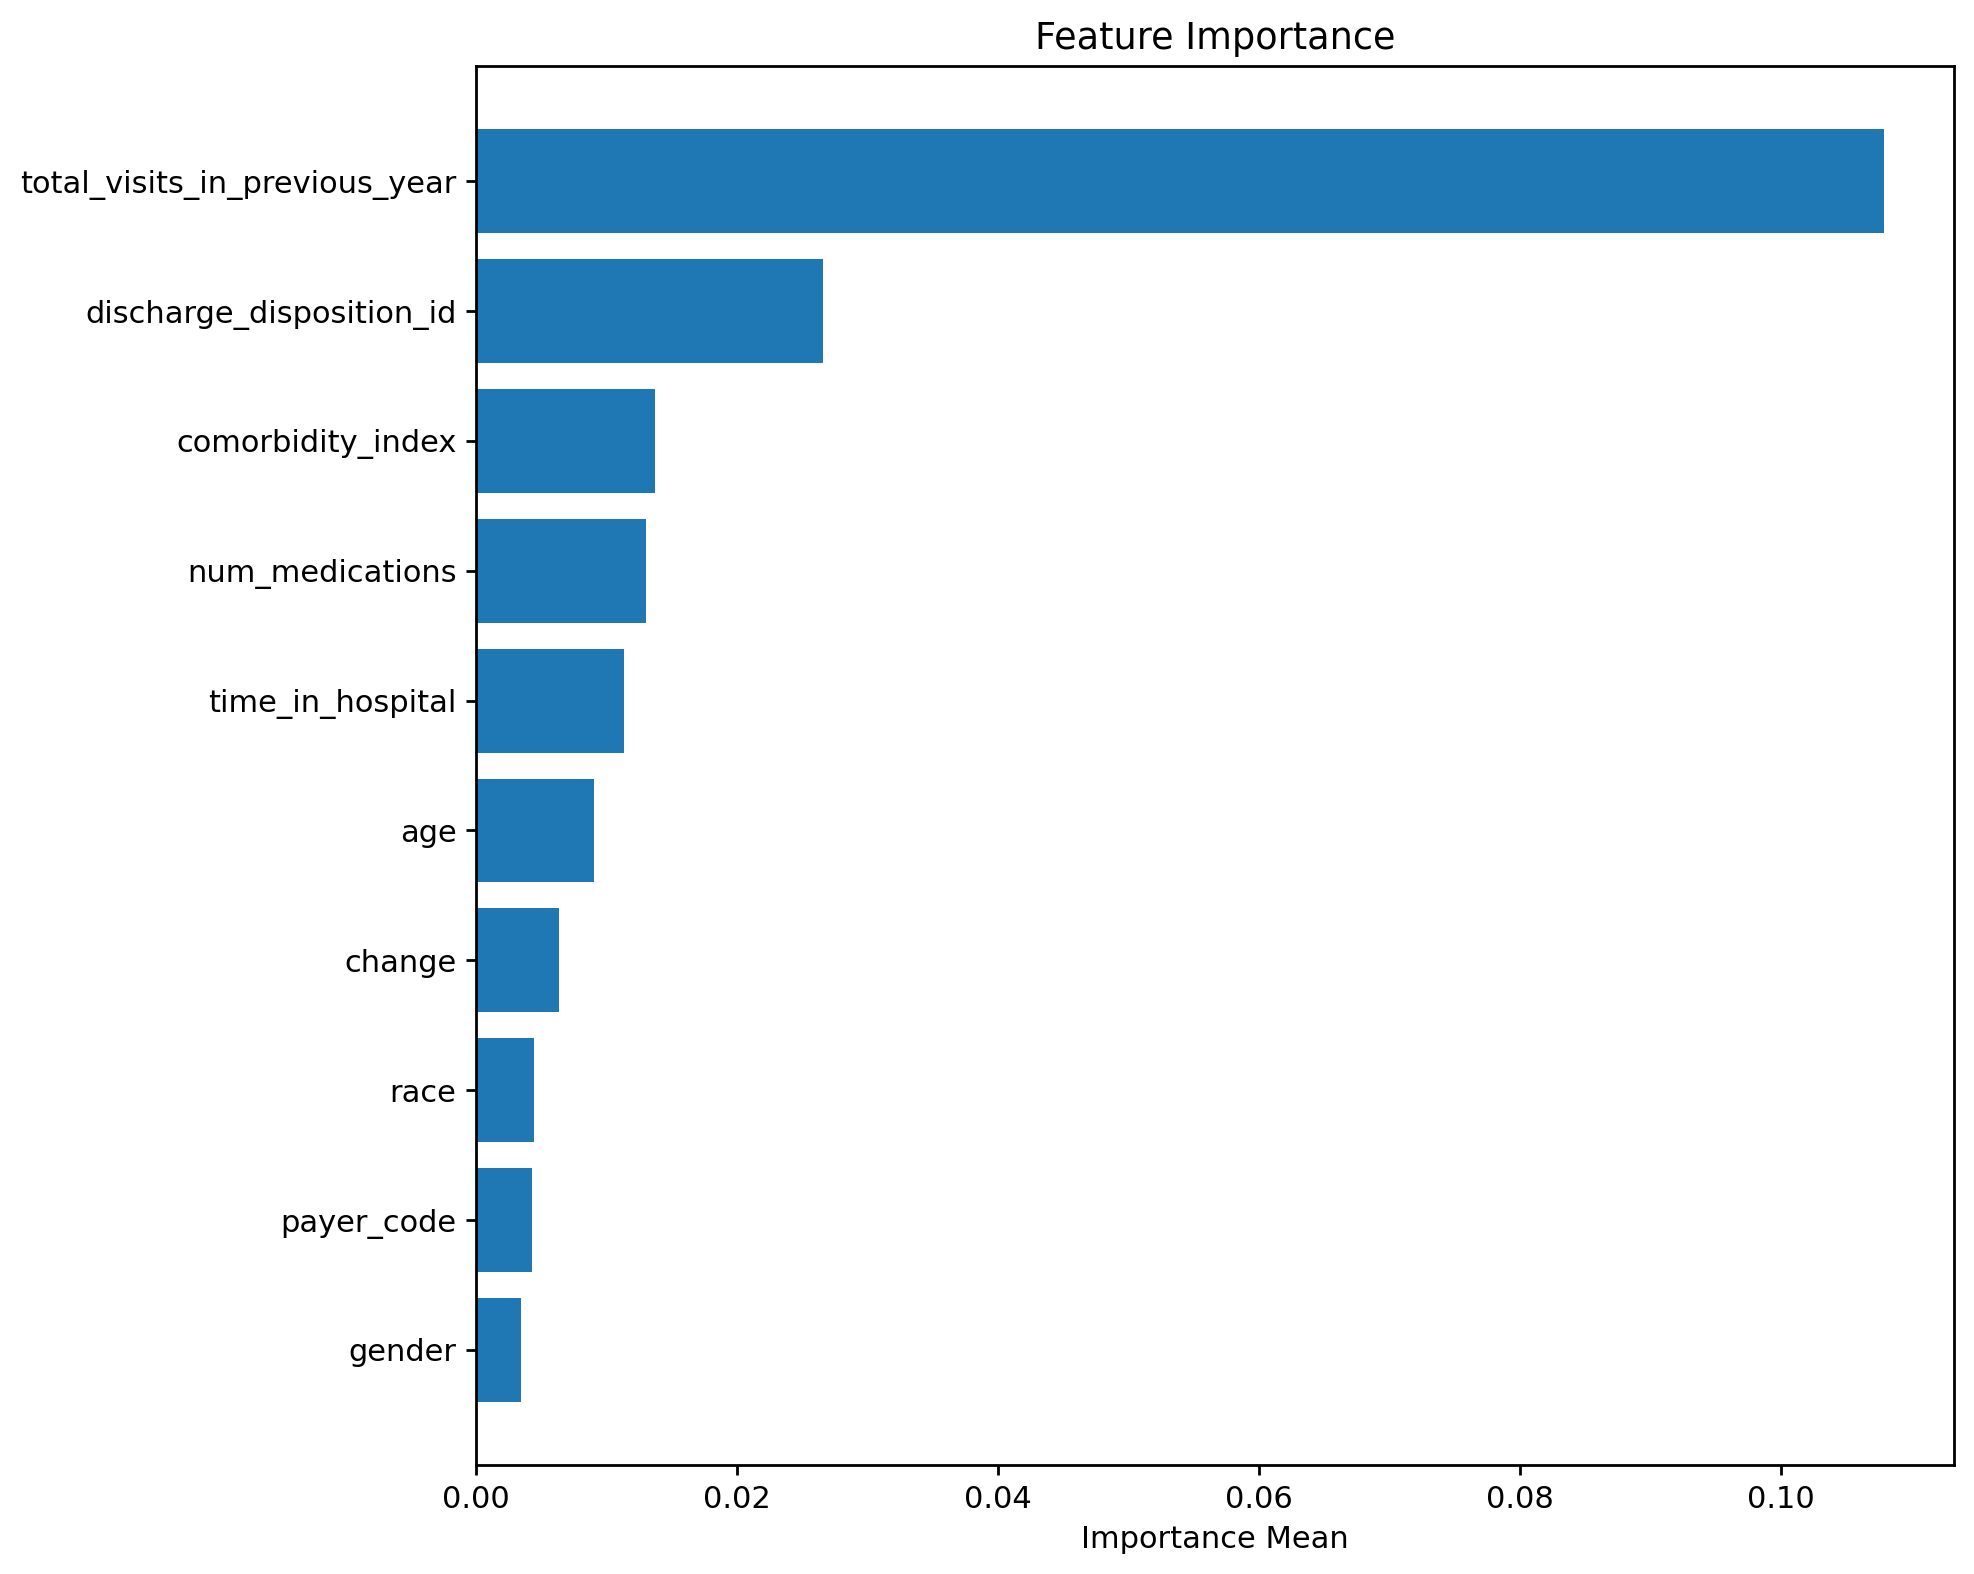 Feature Importance
total_visits_in_previous_year
discharge_disposition_id
comorbidity_index
num_medications
time_in_hospital
age
change
race
payer_code
gender
0.00 0.02 0.04 0.06 0.08 0.10
Importance Mean